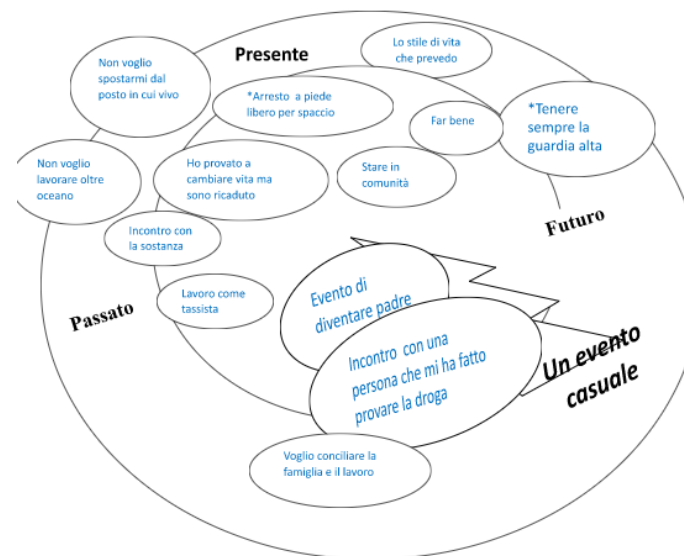 Presente
Lo stile di vita
che prevedo
Non voglio
spostarmi dal
posto in cui vivo
*Arresto a piede
libero per spaccio
Far bene
*Tenere
sempre la
guardia alta
Non voglio
lavorare oltre
oceano
Ho provato a
cambiare vita ma
sono ricaduto
Stare in
comunità
Incontro con
la sostanza
Futuro
Passato
Lavoro come
tassista
Evento di
diventare padre
Incontro con una
persona che mi ha fatto
provare la droga
Un evento
casuale
Voglio conciliare la
famiglia e il lavoro